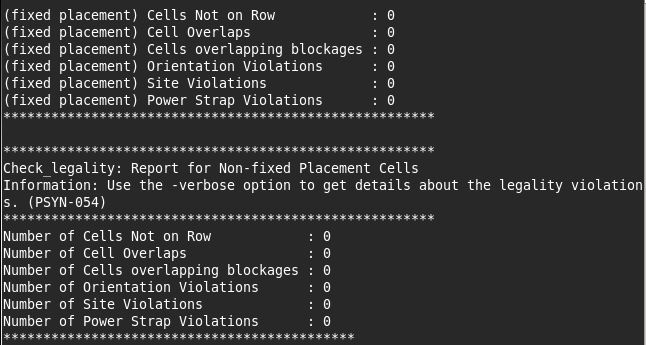 (fixed placement) Cells Not on Row            : 0
(fixed placement) Cell Overlaps               : 0
(fixed placement) Cells overlapping blockages : 0
(fixed placement) Orientation Violations      : 0
(fixed placement) Site Violations             : 0
(fixed placement) Power Strap Violations      : 0
******************************************************

******************************************************
Check_legality: Report for Non-fixed Placement Cells
Information: Use the -verbose option to get details about the legality violation
s. (PSYN-054)
******************************************************
Number of Cells Not on Row            : 0
Number of Cell Overlaps               : 0
Number of Cells overlapping blockages : 0
Number of Orientation Violations      : 0
Number of Site Violations             : 0
Number of Power Strap Violations      : 0
********************************************